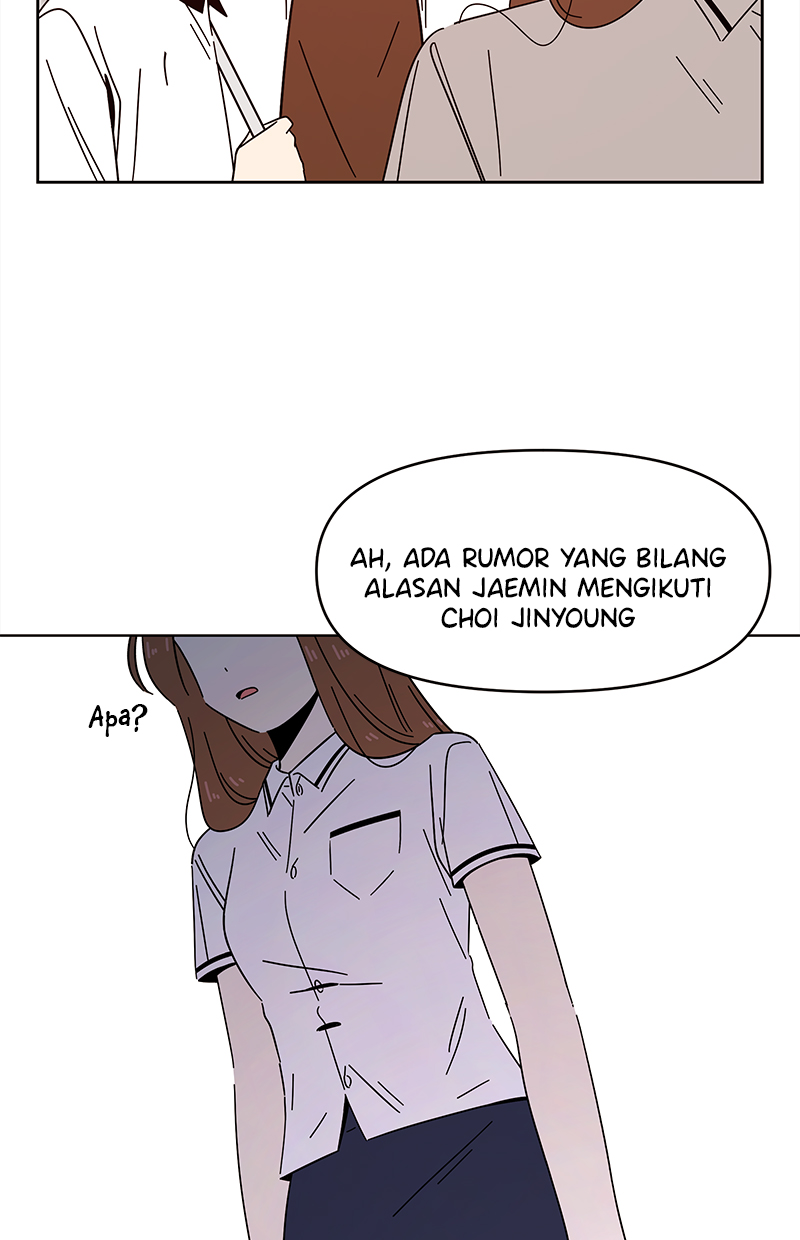 AH, ADA RUMOR YANG BILANG
ALASAN JAEMIN MENGIKUTI
CHOI JINYOUNG
Apa?